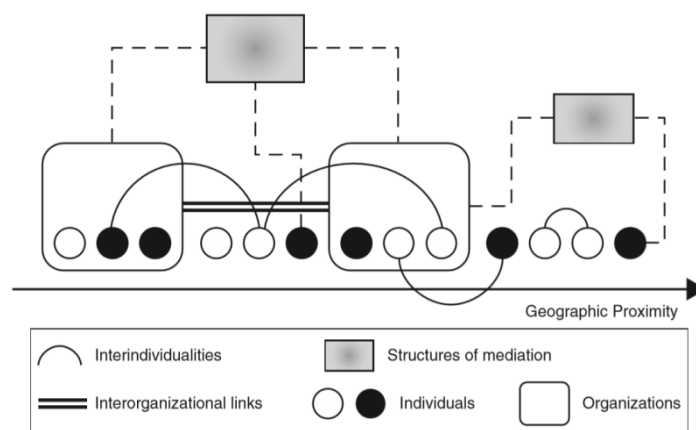 Geographic Proximity
Interindividualities
Structures of mediation
Interorganizational links
Individuals
Organizations